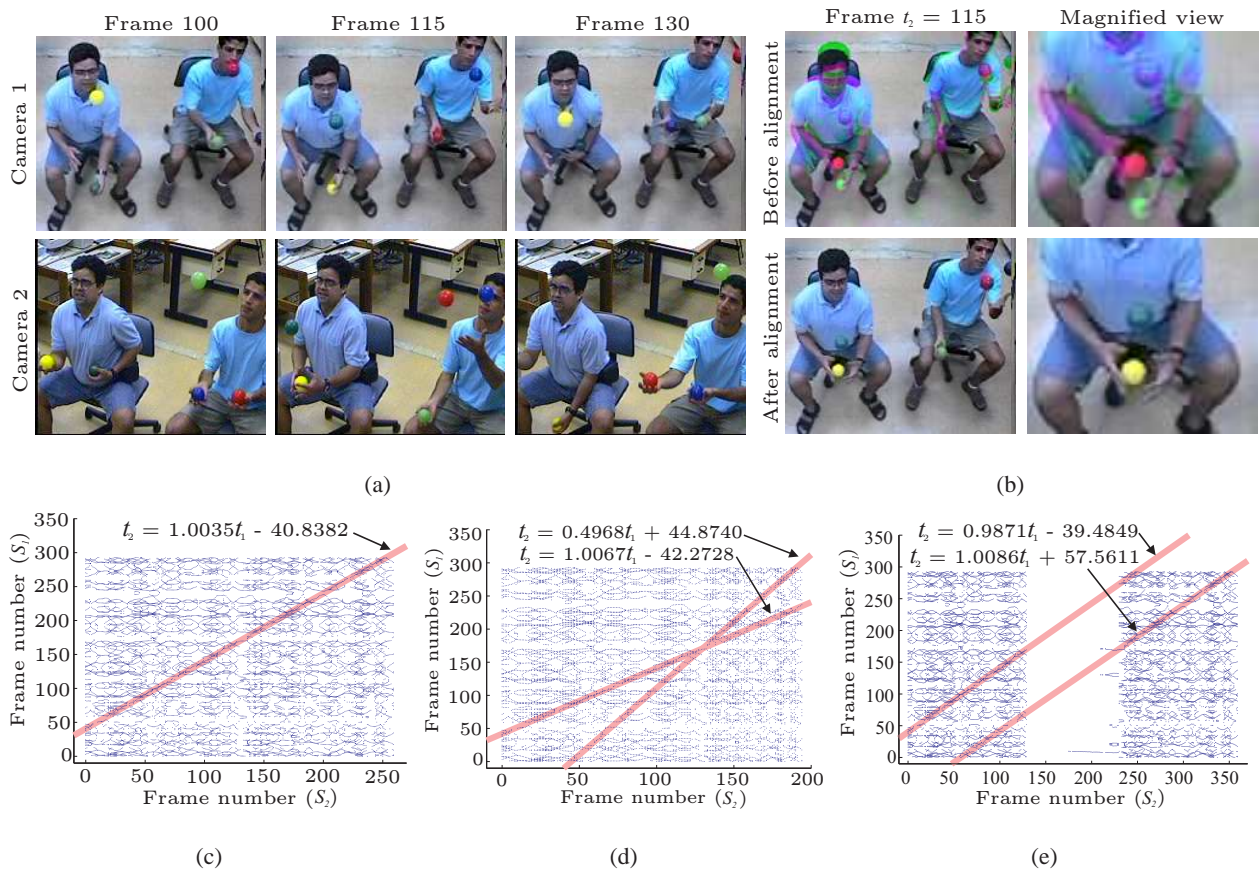 Frame 100
Frame 115
Frame 130
Frame t₂ = 115
Magnified view
Camera 1
Camera 2
Before alignment
After alignment
(a)
(b)
t₂ = 1.0035t₁ - 40.8382
350
300
250
200
150
100
50
0
Frame number (S₁)
0 50 100 150 200 250
Frame number (S₂)
t₂ = 0.4968t₁ + 44.8740
t₂ = 1.0067t₁ - 42.2728
350
300
250
200
150
100
50
0
Frame number (S₁)
0 50 100 150 200
Frame number (S₂)
t₂ = 0.9871t₁ - 39.4849
t₂ = 1.0086t₁ + 57.5611
350
300
250
200
150
100
50
0
Frame number (S₁)
0 50 100 150 200 250 300 350
Frame number (S₂)
(c)
(d)
(e)